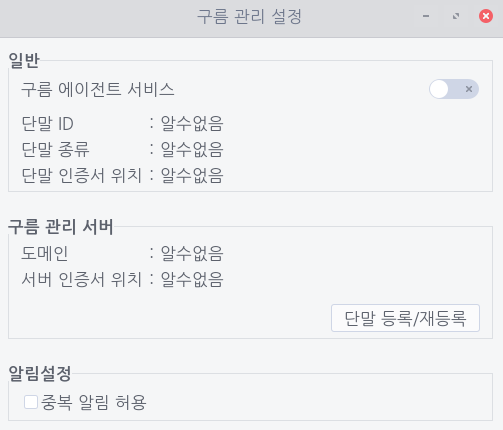 구름 관리 설정
일반
구름 에이전트 서비스
단말 ID : 알수없음
단말 종류 : 알수없음
단말 인증서 위치 : 알수없음
구름 관리 서버
도메인 : 알수없음
서버 인증서 위치 : 알수없음
단말 등록/재등록
알림설정
중복 알림 허용